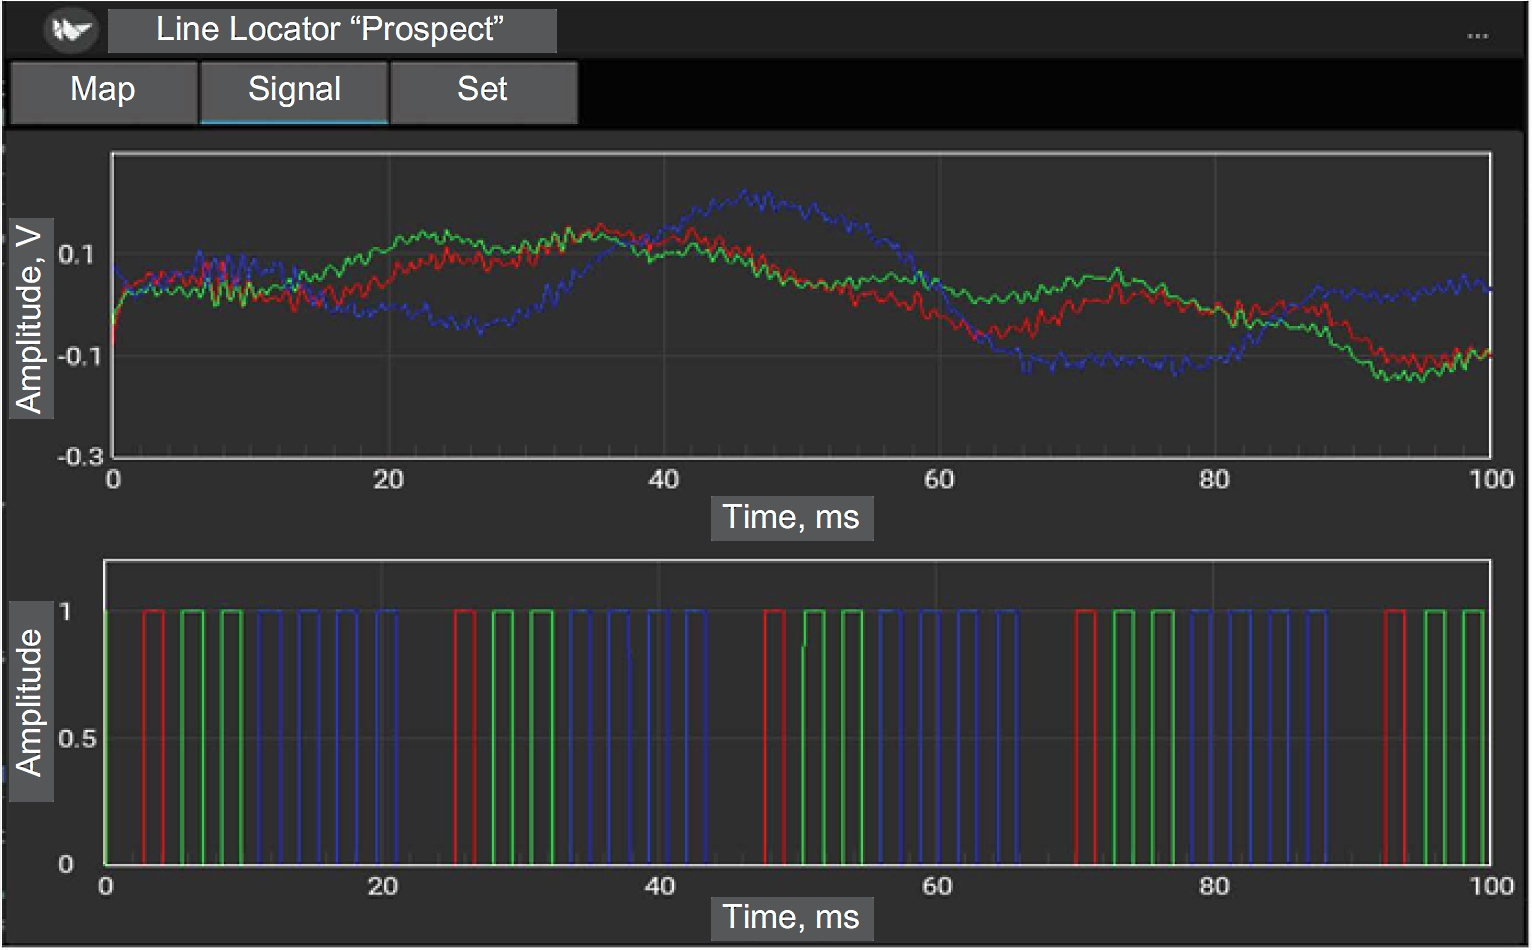 Line Locator “Prospect”
...
Map Signal Set
Amplitude, V
0.1
-0.1
-0.3
0 20 40 60 80 100
Time, ms
Amplitude
1
0.5
0
0 20 40 60 80 100
Time, ms